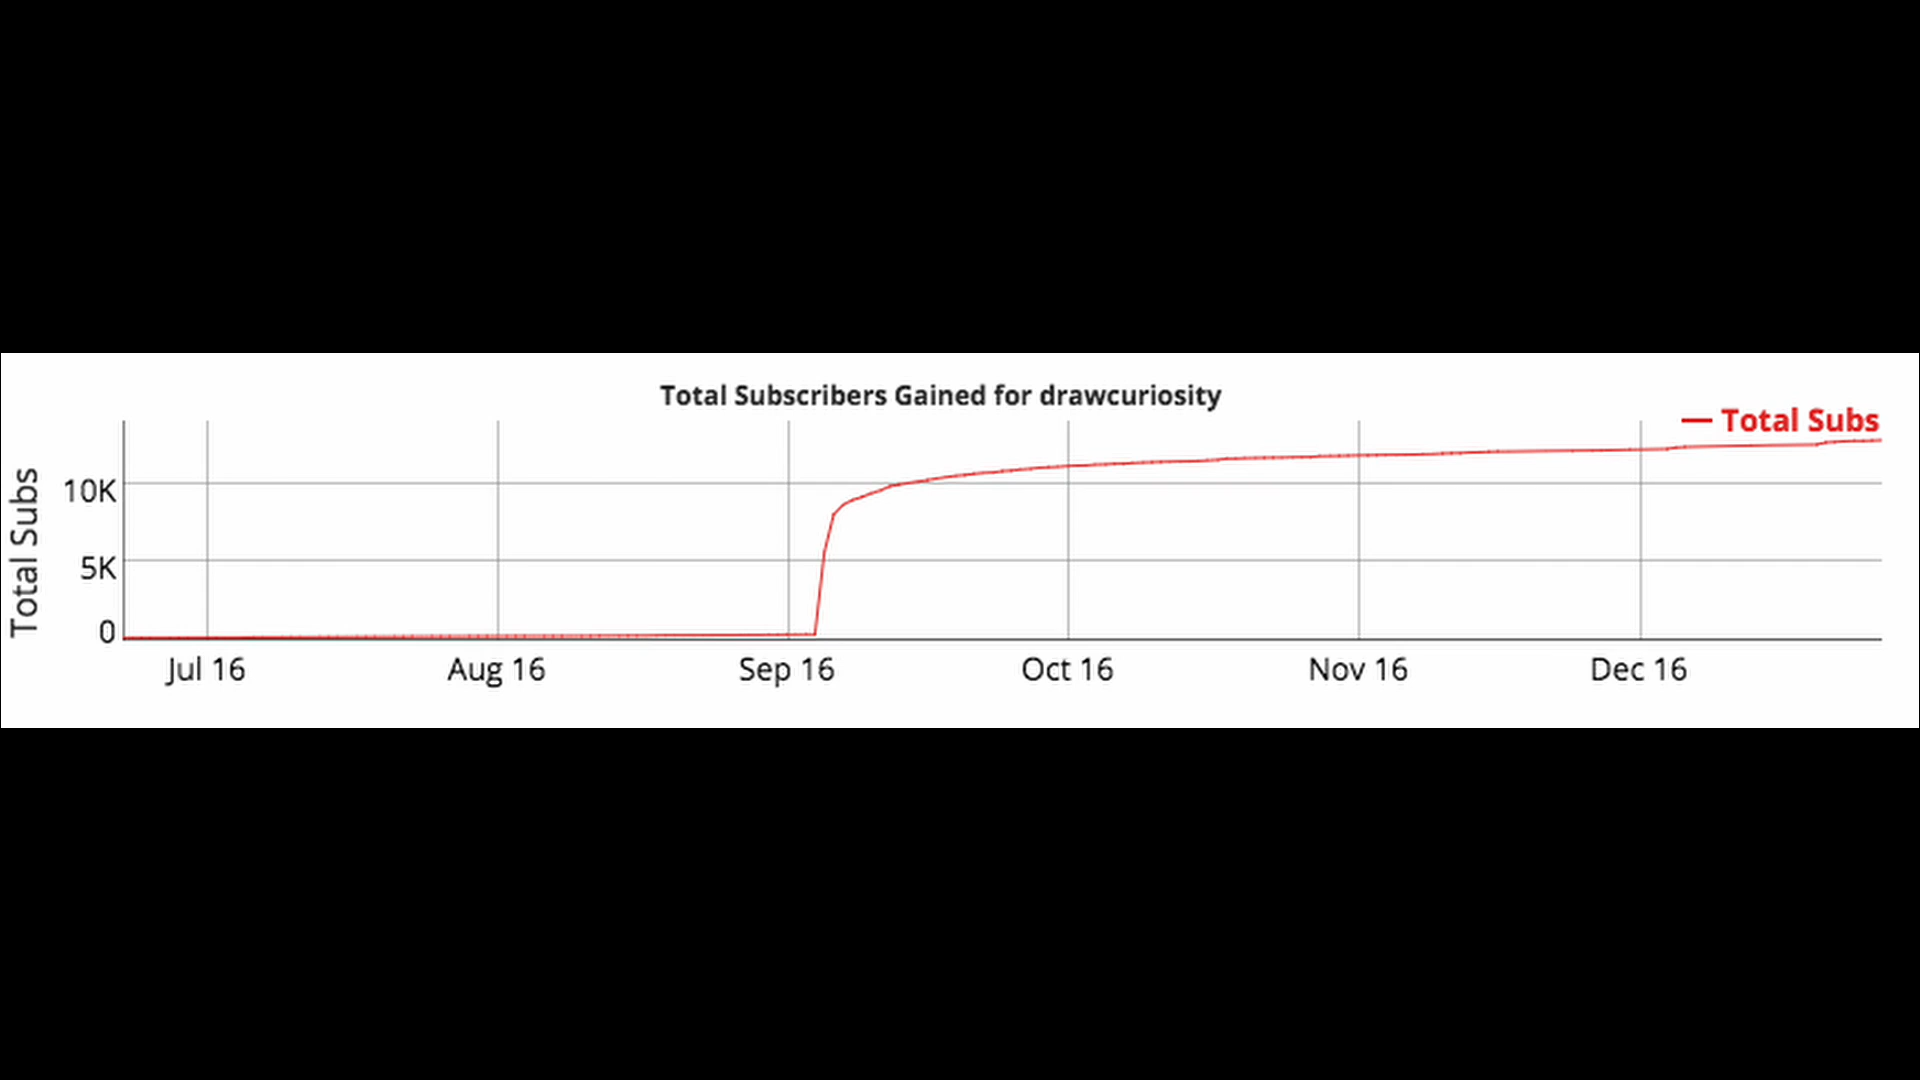 Total Subscribers Gained for drawcuriosity
Total Subs
Total Subs
10K
5K
0
Jul 16 Aug 16 Sep 16 Oct 16 Nov 16 Dec 16